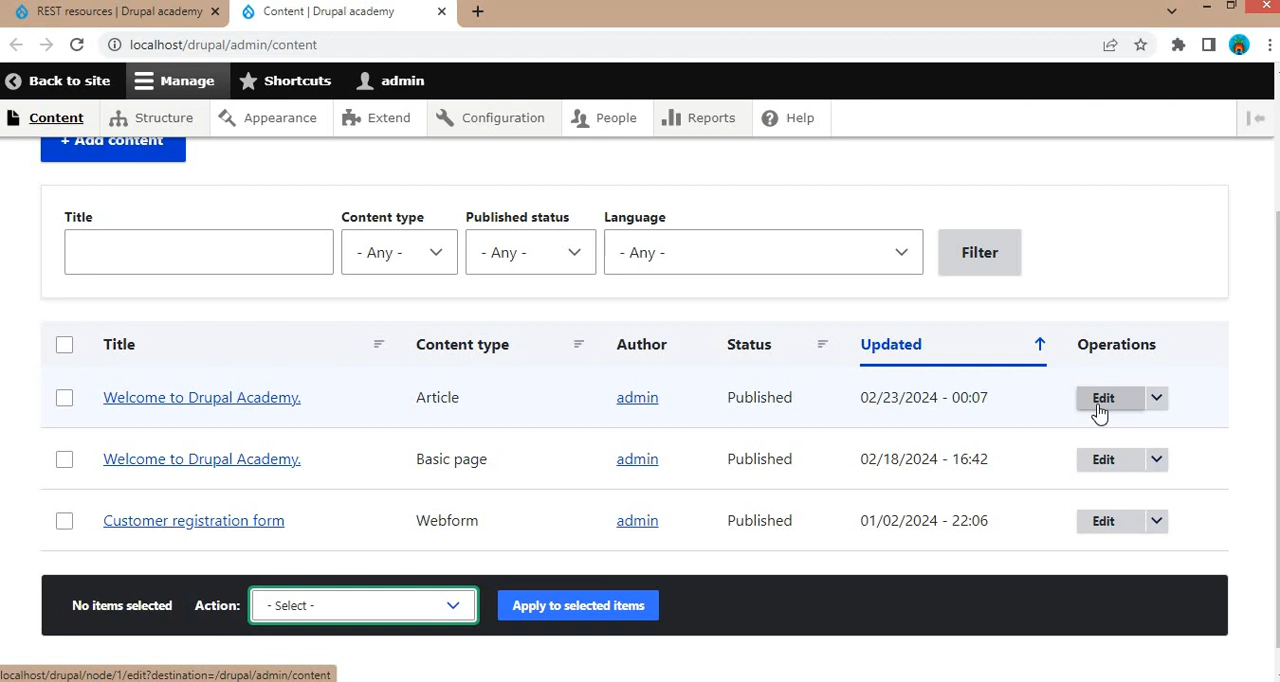 REST resources | Drupal academy
Content | Drupal academy
localhost/drupal/admin/content
Back to site
Manage
Shortcuts
admin
Content
Structure
Appearance
Extend
Configuration
People
Reports
Help
+ Add content
Title
Content type
Published status
Language
- Any -
- Any -
- Any -
Filter
Title Content type Author Status Updated Operations
Welcome to Drupal Academy. Article admin Published 02/23/2024 - 00:07 Edit
Welcome to Drupal Academy. Basic page admin Published 02/18/2024 - 16:42 Edit
Customer registration form Webform admin Published 01/02/2024 - 22:06 Edit
No items selected Action: - Select - Apply to selected items
localhost/drupal/node/1/edit?destination=/drupal/admin/content